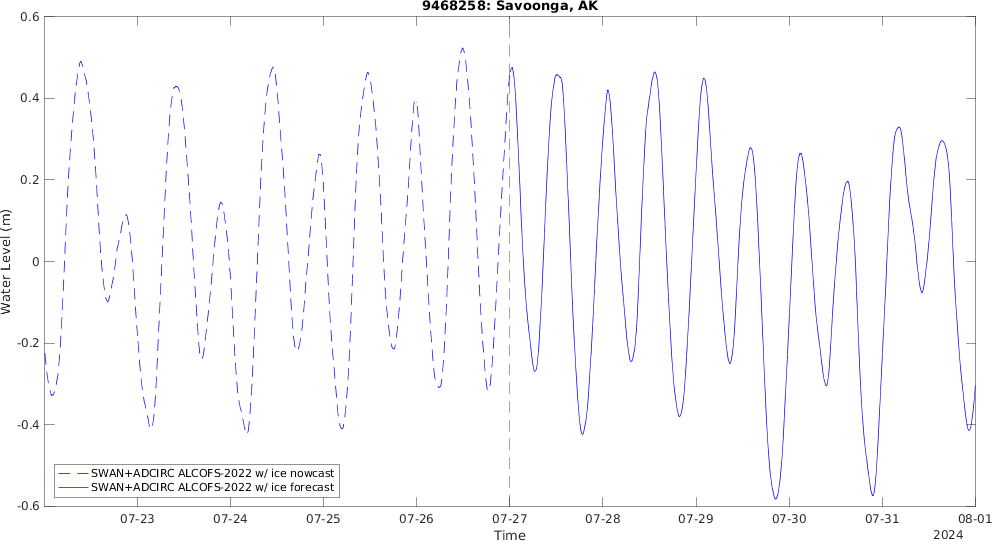 9468258: Savoonga, AK
0.6
0.4
0.2
0
-0.2
-0.4
-0.6
Water Level (m)
SWAN+ADCIRC ALCOFS-2022 w/ ice nowcast
SWAN+ADCIRC ALCOFS-2022 w/ ice forecast
07-23 07-24 07-25 07-26 07-27 07-28 07-29 07-30 07-31 08-01
Time
2024